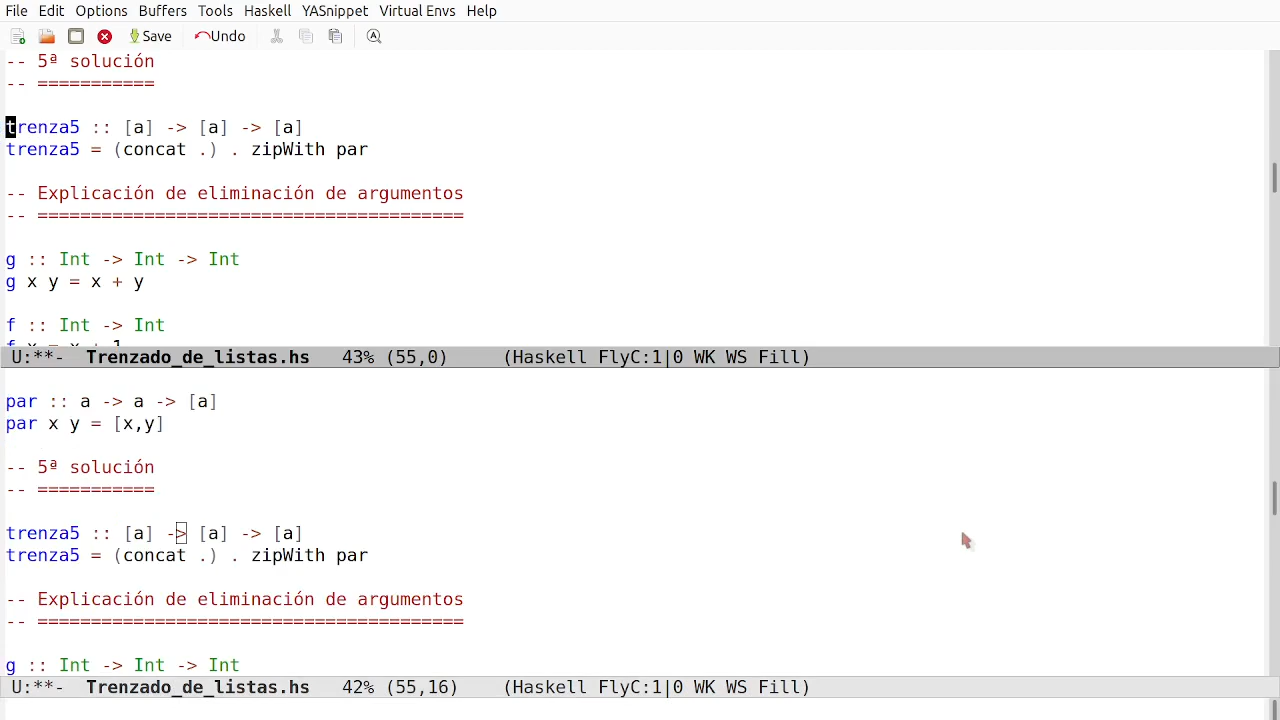 File Edit Options Buffers Tools Haskell YASnippet Virtual Envs Help
Save Undo
-- 5ª solución
-- ===========
trenza5 :: [a] -> [a] -> [a]
trenza5 = (concat .) . zipWith par
-- Explicación de eliminación de argumentos
-- ========================================
g :: Int -> Int -> Int
g x y = x + y
f :: Int -> Int
f x = x + 1
U:**-  Trenzado_de_listas.hs   43% (55,0)     (Haskell FlyC:1|0 WK WS Fill)
par :: a -> a -> [a]
par x y = [x,y]
-- 5ª solución
-- ===========
trenza5 :: [a] -> [a] -> [a]
trenza5 = (concat .) . zipWith par
-- Explicación de eliminación de argumentos
-- ========================================
g :: Int -> Int -> Int
U:**-  Trenzado_de_listas.hs   42% (55,16)    (Haskell FlyC:1|0 WK WS Fill)